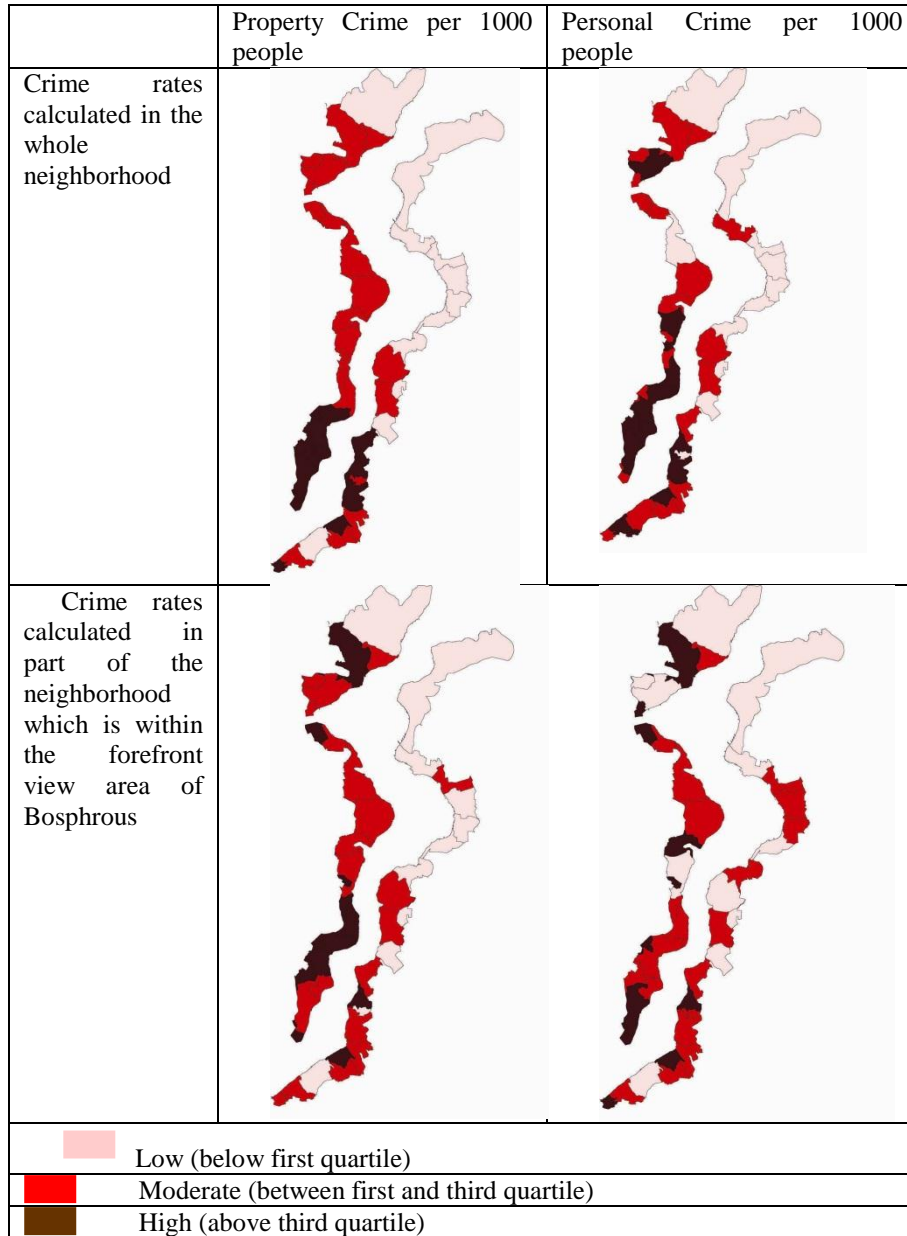 Property Crime per 1000
people
Personal Crime per 1000
people
Crime rates
calculated in the
whole
neighborhood
Crime rates
calculated in
part of the
neighborhood
which is within
the forefront
view area of
Bosphrous
Low (below first quartile)
Moderate (between first and third quartile)
High (above third quartile)